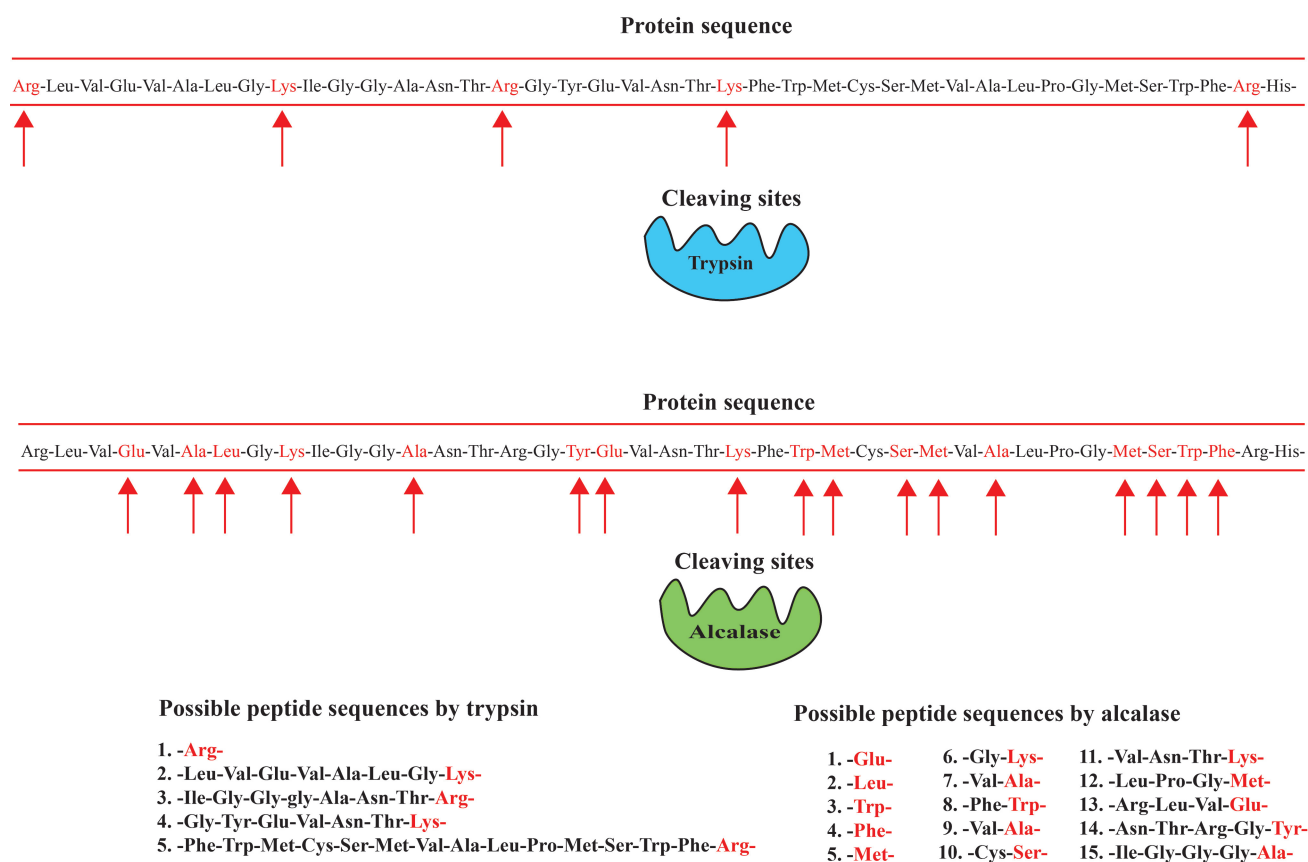 Protein sequence
Arg-Leu-Val-Glu-Val-Ala-Leu-Gly-Lys-Ile-Gly-Gly-Ala-Asn-Thr-Arg-Gly-Tyr-Glu-Val-Asn-Thr-Lys-Phe-Trp-Met-Cys-Ser-Met-Val-Ala-Leu-Pro-Gly-Met-Ser-Trp-Phe-Arg-His-
Cleaving sites
Trypsin
Protein sequence
Arg-Leu-Val-Glu-Val-Ala-Leu-Gly-Lys-Ile-Gly-Gly-Ala-Asn-Thr-Arg-Gly-Tyr-Glu-Val-Asn-Thr-Lys-Phe-Trp-Met-Cys-Ser-Met-Val-Ala-Leu-Pro-Gly-Met-Ser-Trp-Phe-Arg-His-
Cleaving sites
Alcalase
Possible peptide sequences by trypsin
1. -Arg-
2. -Leu-Val-Glu-Val-Ala-Leu-Gly-Lys-
3. -Ile-Gly-Gly-gly-Ala-Asn-Thr-Arg-
4. -Gly-Tyr-Glu-Val-Asn-Thr-Lys-
5. -Phe-Trp-Met-Cys-Ser-Met-Val-Ala-Leu-Pro-Met-Ser-Trp-Phe-Arg-
Possible peptide sequences by alcalase
1. -Glu-
2. -Leu-
3. -Trp-
4. -Phe-
5. -Met-
6. -Gly-Lys-
7. -Val-Ala-
8. -Phe-Trp-
9. -Val-Ala-
10. -Cys-Ser-
11. -Val-Asn-Thr-Lys-
12. -Leu-Pro-Gly-Met-
13. -Arg-Leu-Val-Glu-
14. -Asn-Thr-Arg-Gly-Tyr-
15. -Ile-Gly-Gly-Gly-Ala-